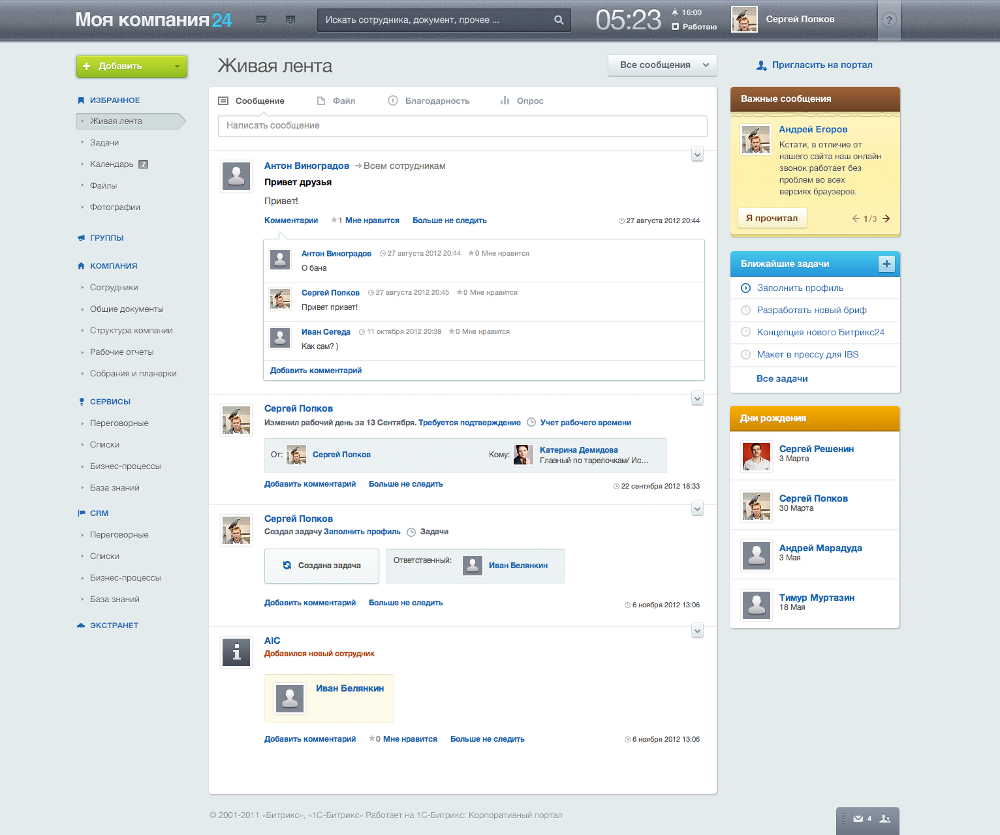 Моя компания 24
Искать сотрудника, документ, прочее ...
05:23
16:00
Работаю
Сергей Попков
?
Добавить
ИЗБРАННОЕ
Живая лента
Задачи
Календарь 7
Файлы
Фотографии
ГРУППЫ
КОМПАНИЯ
Сотрудники
Общие документы
Структура компании
Рабочие отчеты
Собрания и планерки
СЕРВИСЫ
Переговорные
Списки
Бизнес-процессы
База знаний
CRM
Переговорные
Списки
Бизнес-процессы
База знаний
ЭКСТРАНЕТ
Живая лента
Все сообщения
Сообщение Файл Благодарность Опрос
Написать сообщение
Антон Виноградов Всем сотрудникам
Привет друзья
Привет!
Комментарии 1 Мне нравится Больше не следить 27 августа 2012 20:44
Антон Виноградов 27 августа 2012 20:44 0 Мне нравится
О бана
Сергей Попков 27 августа 2012 20:45 0 Мне нравится
Привет привет!
Иван Сегеда 11 октября 2012 20:38 0 Мне нравится
Как сам? )
Добавить комментарий
Сергей Попков
Изменил рабочий день за 13 Сентября. Требуется подтверждение Учет рабочего времени
От: Сергей Попков
Кому: Катерина Демидова
Главный по тарелочкам/ Ис...
Добавить комментарий Больше не следить 22 сентября 2012 18:33
Сергей Попков
Создал задачу Заполнить профиль Задачи
Создана задача
Ответственный: Иван Белянкин
Добавить комментарий Больше не следить 6 ноября 2012 13:06
AIC
Добавился новый сотрудник
Иван Белянкин
Добавить комментарий 0 Мне нравится Больше не следить 6 ноября 2012 13:06
Пригласить на портал
Важные сообщения
Андрей Егоров
Кстати, в отличие от
нашего сайта наш онлайн
звонок работает без
проблем во всех
версиях браузеров.
Я прочитал 1/3
Ближайшие задачи
Заполнить профиль
Разработать новый бриф
Концепция нового Битрикс24
Макет в прессу для IBS
Все задачи
Дни рождения
Сергей Решенин
3 Марта
Сергей Попков
30 Марта
Андрей Марадуда
3 Мая
Тимур Муртазин
18 Мая
© 2001-2011 «Битрикс», «1С-Битрикс» Работает на 1С-Битрикс: Корпоративный портал
4